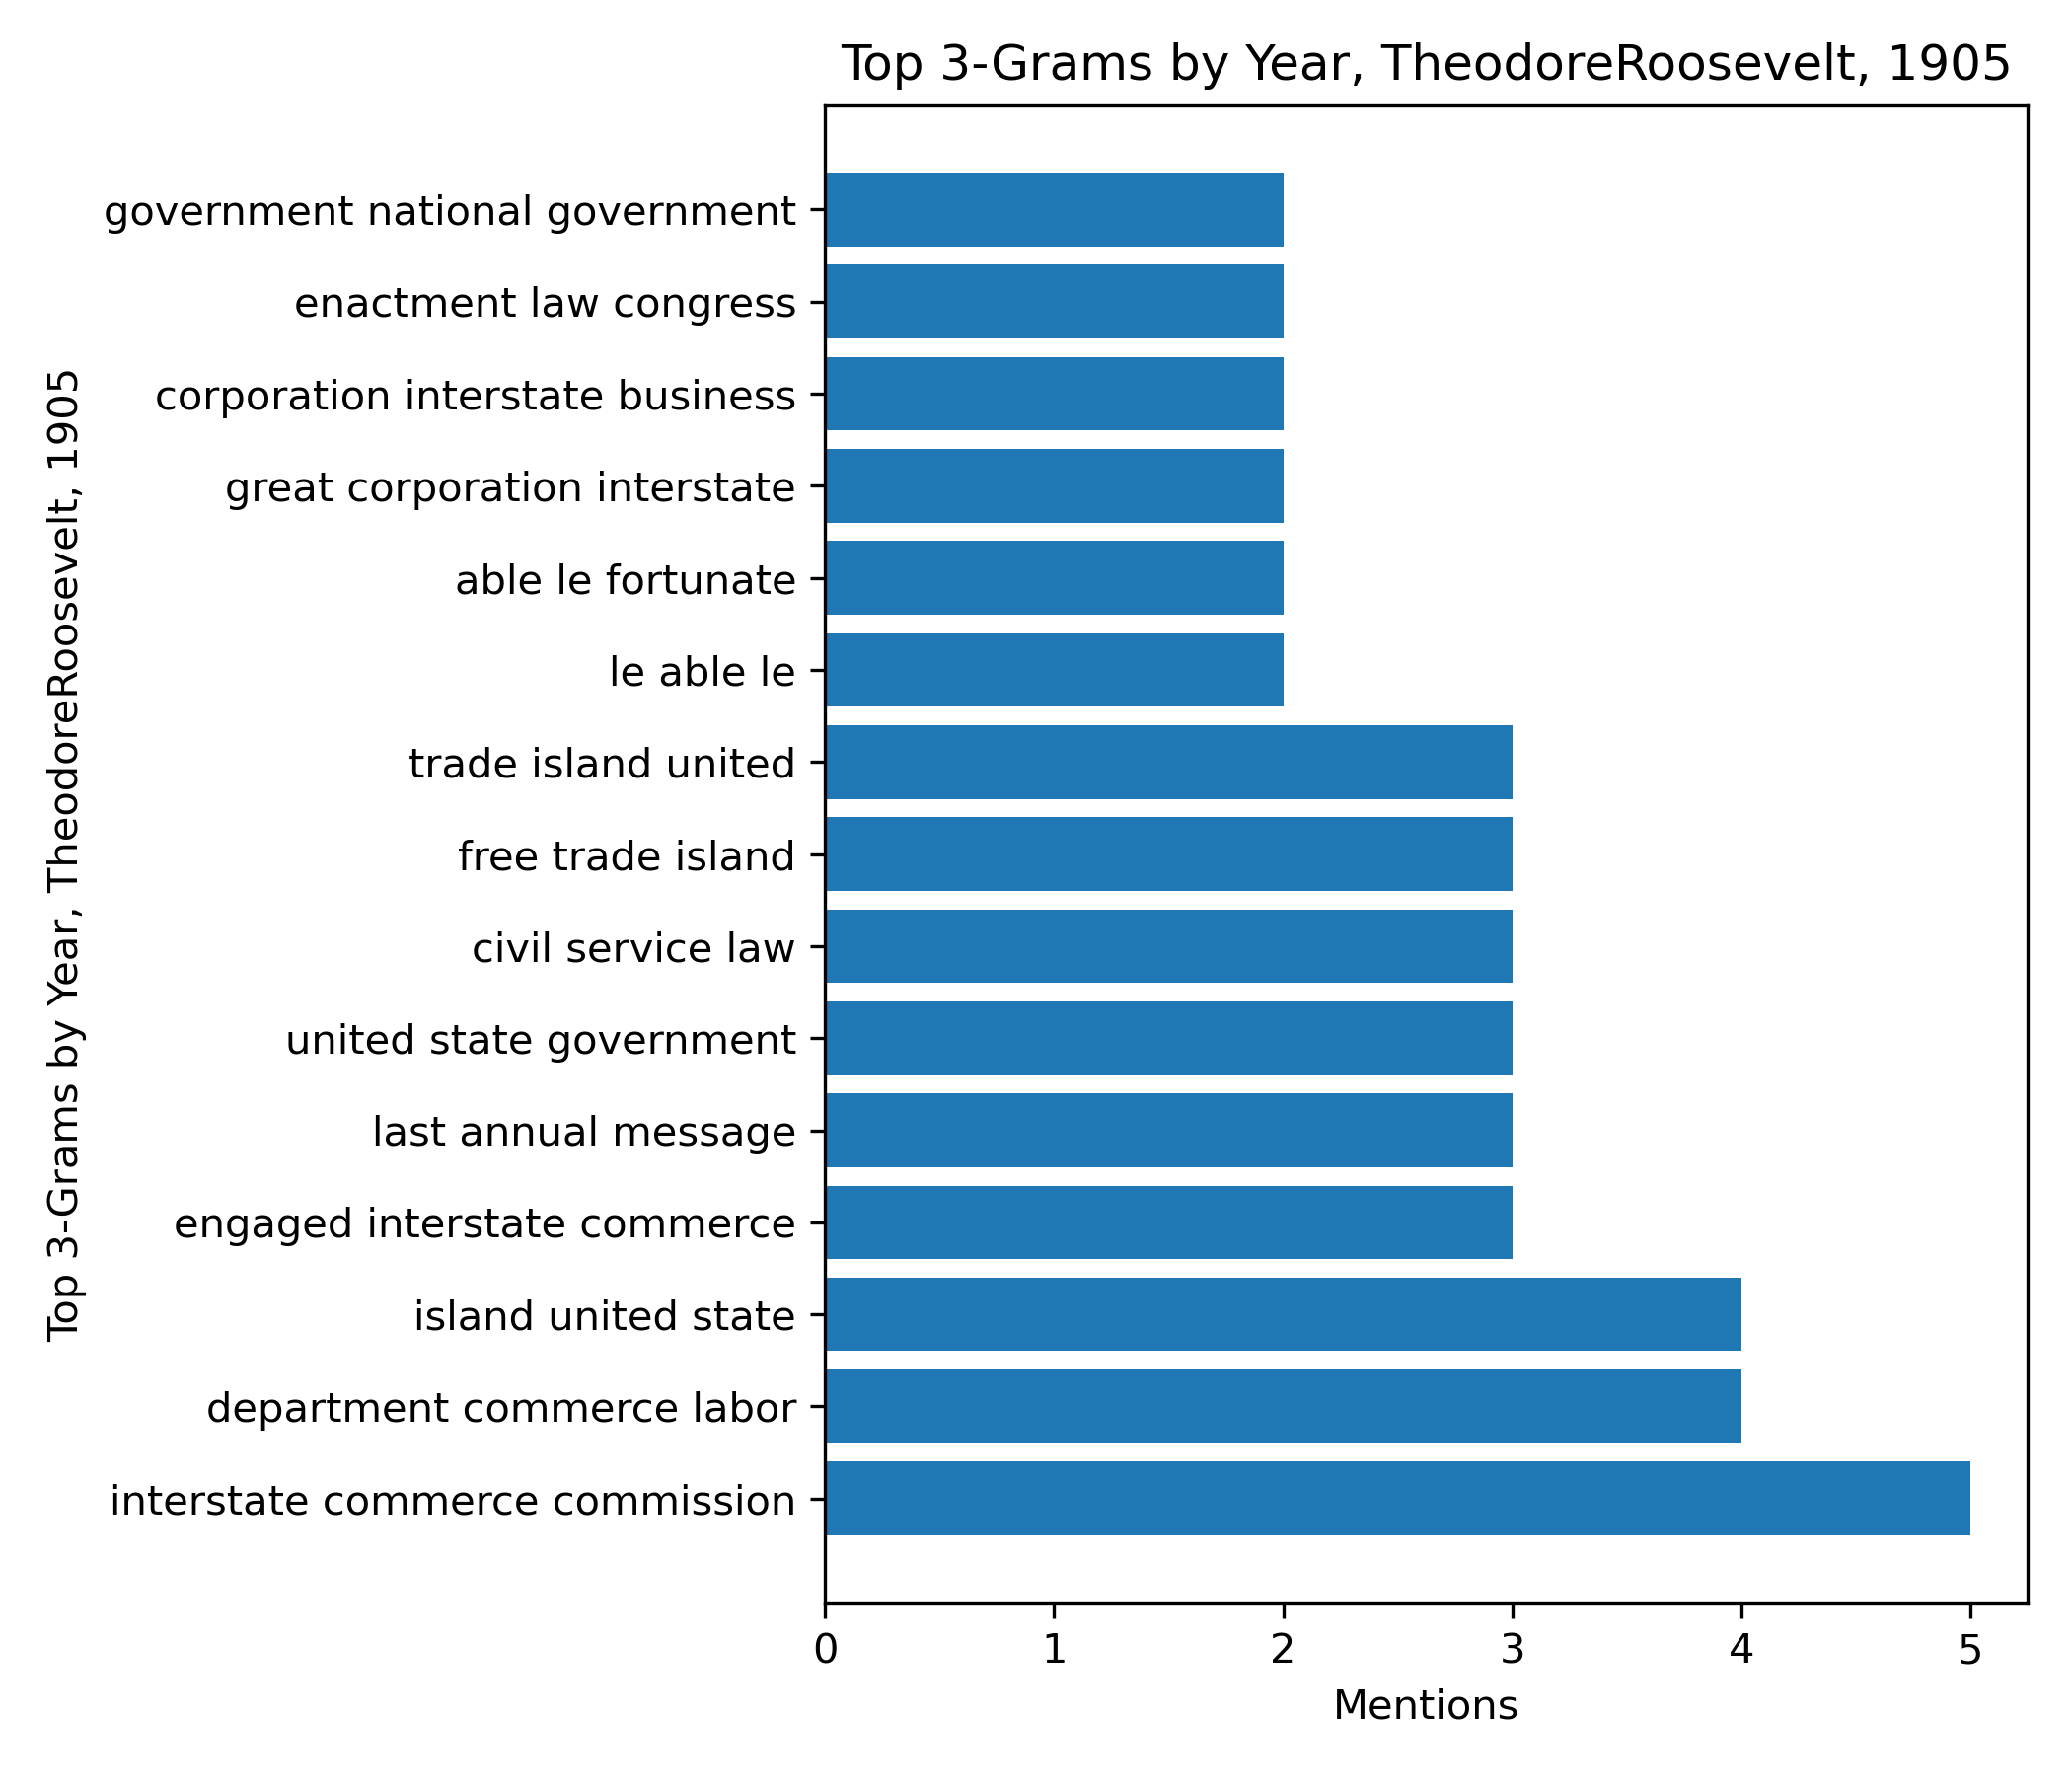 Top 3-Grams by Year, TheodoreRoosevelt, 1905
Top 3-Grams by Year, TheodoreRoosevelt, 1905
government national government
enactment law congress
corporation interstate business
great corporation interstate
able le fortunate
le able le
trade island united
free trade island
civil service law
united state government
last annual message
engaged interstate commerce
island united state
department commerce labor
interstate commerce commission
0 1 2 3 4 5
Mentions